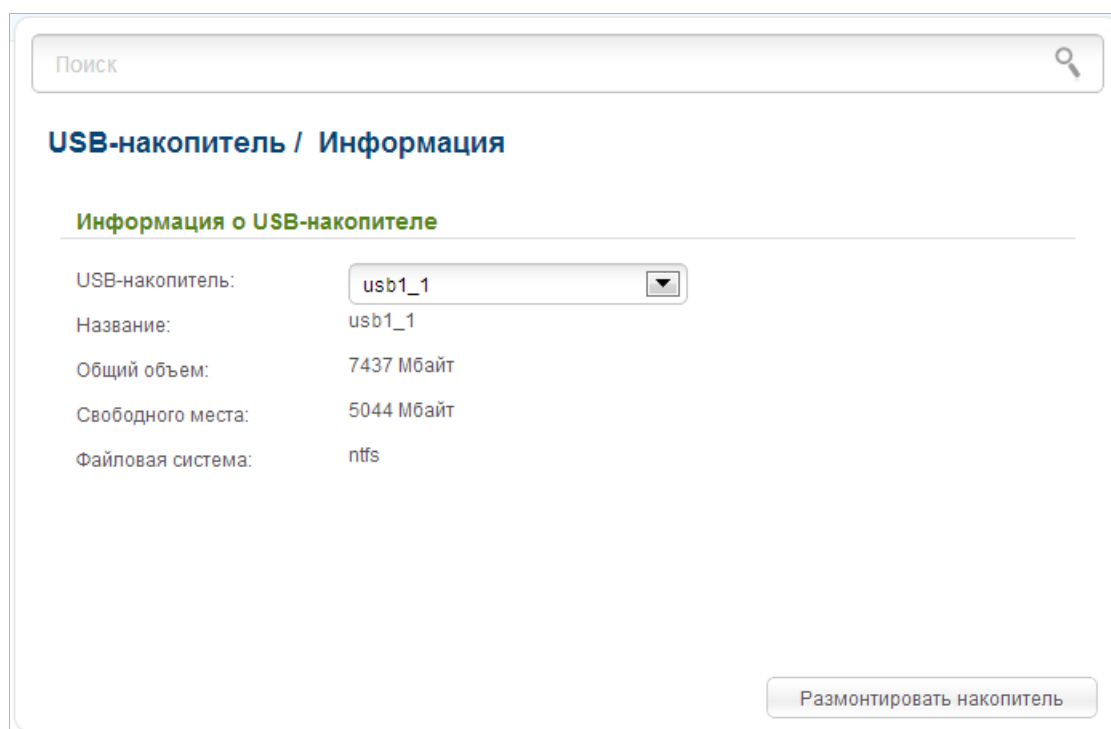 Поиск
USB-накопитель / Информация
Информация о USB-накопителе
USB-накопитель: usb1_1
Название: usb1_1
Общий объем: 7437 Мбайт
Свободного места: 5044 Мбайт
Файловая система: ntfs
Размонтировать накопитель